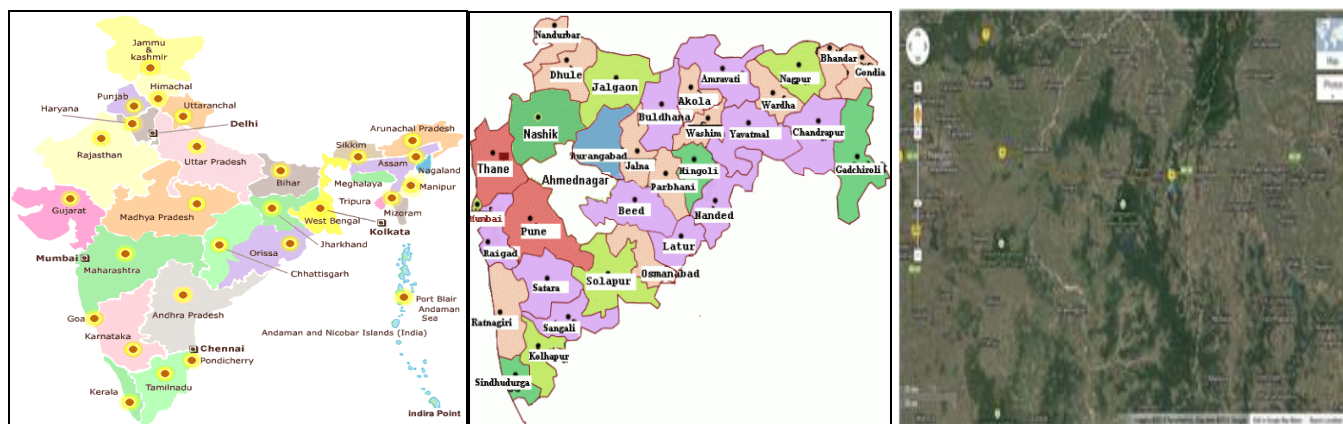 Jammu
&
kashmir
Himachal
Punjab
Uttaranchal
Haryana
Delhi
Arunachal Pradesh
Rajasthan
Uttar Pradesh
Sikkim
Assam
Nagaland
Bihar
Meghalaya
Manipur
Gujarat
Madhya Pradesh
Tripura
Mizoram
West Bengal
Kolkata
Jharkhand
Orissa
Mumbai
Maharashtra
Chhattisgarh
Port Blair
Andaman
Sea
Andhra Pradesh
Goa
Andaman and Nicobar Islands (India)
Karnataka
Chennai
Pondicherry
Tamilnadu
Kerala
indira Point
Nandurbar
Dhule
Jalgaon
Amravati
Nagpur
Bhandar
Gondia
Akola
Wardha
Buldhana
Nashik
Washim
Yavatmal
Chandrapur
Aurangabad
Jalna
Hingoli
Thane
Gadchiroli
Ahmednagar
Parbhani
Beed
Nanded
Mumbai
Pune
Latur
Raigad
Osmanabad
Solapur
Satara
Ratnagiri
Sangali
Kolhapur
Sindhudurga